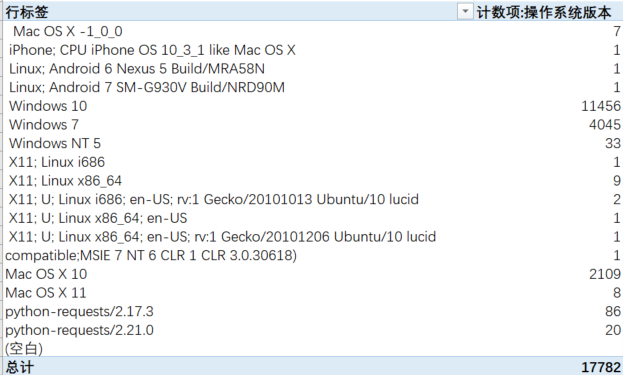 行标签 计数项:操作系统版本
Mac OS X -1_0_0 7
iPhone; CPU iPhone OS 10_3_1 like Mac OS X 1
Linux; Android 6 Nexus 5 Build/MRA58N 1
Linux; Android 7 SM-G930V Build/NRD90M 1
Windows 10 11456
Windows 7 4045
Windows NT 5 33
X11; Linux i686 1
X11; Linux x86_64 9
X11; U; Linux i686; en-US; rv:1 Gecko/20101013 Ubuntu/10 lucid 2
X11; U; Linux x86_64; en-US 1
X11; U; Linux x86_64; en-US; rv:1 Gecko/20101206 Ubuntu/10 lucid 1
compatible;MSIE 7 NT 6 CLR 1 CLR 3.0.30618) 1
Mac OS X 10 2109
Mac OS X 11 8
python-requests/2.17.3 86
python-requests/2.21.0 20
(空白)
总计 17782